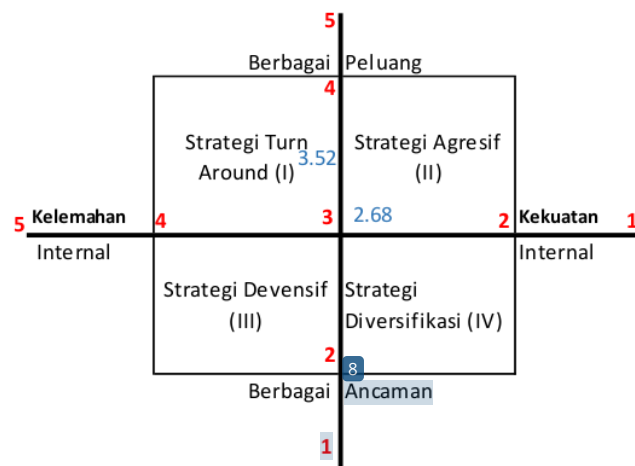 5
Berbagai Peluang
4
Strategi Turn Around (I)
3.52
Strategi Agresif (II)
5 Kelemahan Internal
4
3
2.68
2
Kekuatan Internal
1
Strategi Devensif (III)
Strategi Diversifikasi (IV)
2
8
Berbagai Ancaman
1